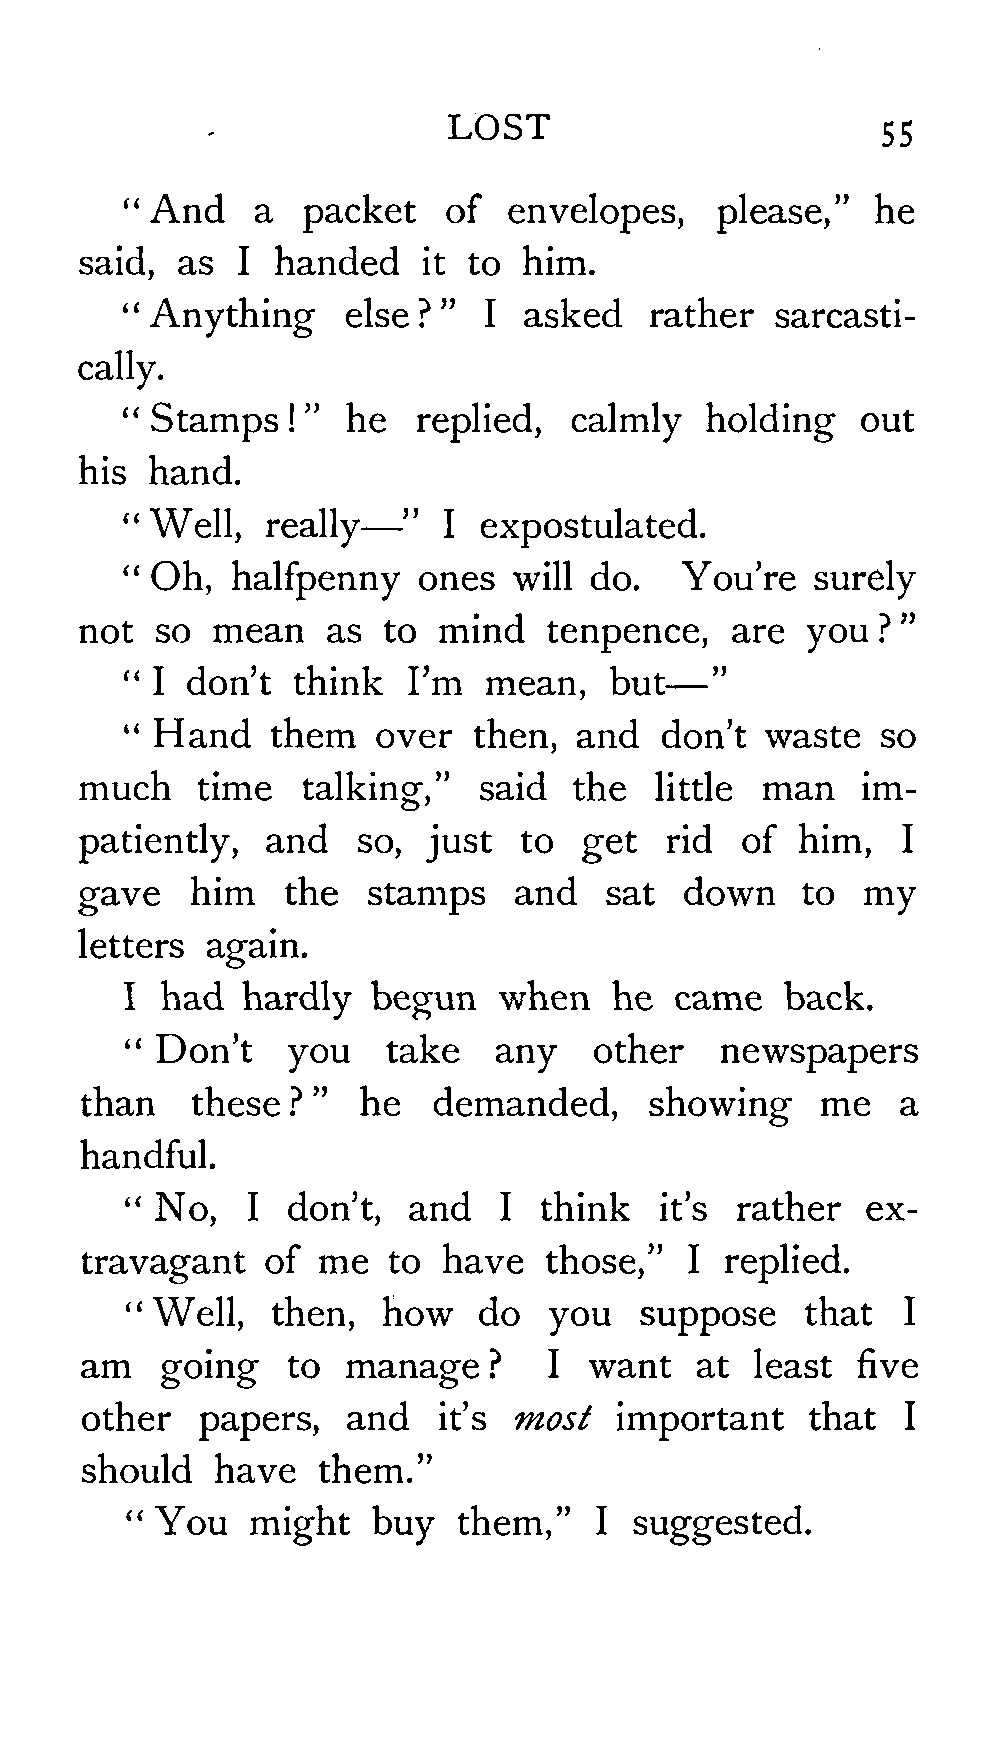 LOST 55
" And a packet of envelopes, please," he
said, as I handed it to him.
" Anything else ? " I asked rather sarcasti-
cally.
" Stamps ! " he replied, calmly holding out
his hand.
" Well, really—" I expostulated.
" Oh, halfpenny ones will do. You're surely
not so mean as to mind tenpence, are you ? "
" I don't think I'm mean, but—"
" Hand them over then, and don't waste so
much time talking," said the little man im-
patiently, and so, just to get rid of him, I
gave him the stamps and sat down to my
letters again.
I had hardly begun when he came back.
" Don't you take any other newspapers
than these ? " he demanded, showing me a
handful.
" No, I don't, and I think it's rather ex-
travagant of me to have those," I replied.
" Well, then, how do you suppose that I
am going to manage ? I want at least five
other papers, and it's most important that I
should have them."
" You might buy them," I suggested.